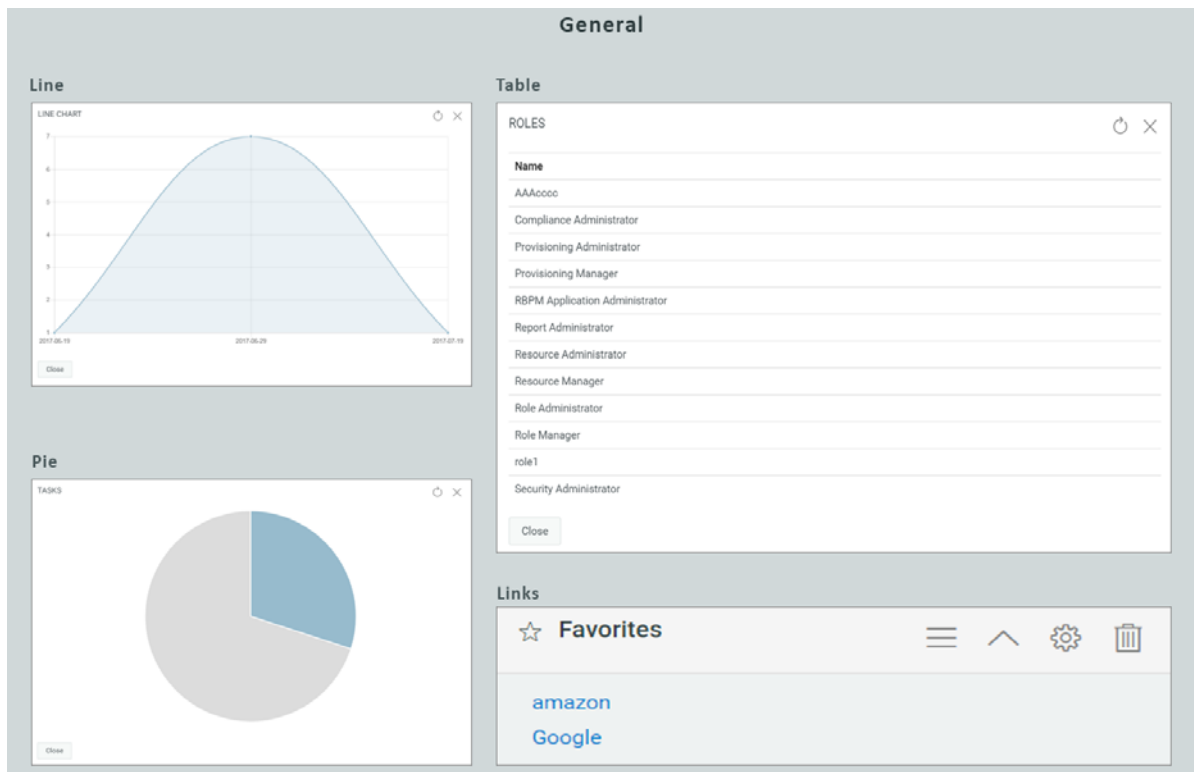 General
Line
LINE CHART
7
6
5
4
3
2
1
2017-06-19
2017-06-29
2017-07-19
Close
Table
ROLES
Name
AAAcccc
Compliance Administrator
Provisioning Administrator
Provisioning Manager
RBPM Application Administrator
Report Administrator
Resource Administrator
Resource Manager
Role Administrator
Role Manager
role1
Security Administrator
Close
Pie
TASKS
Close
Links
Favorites
amazon
Google